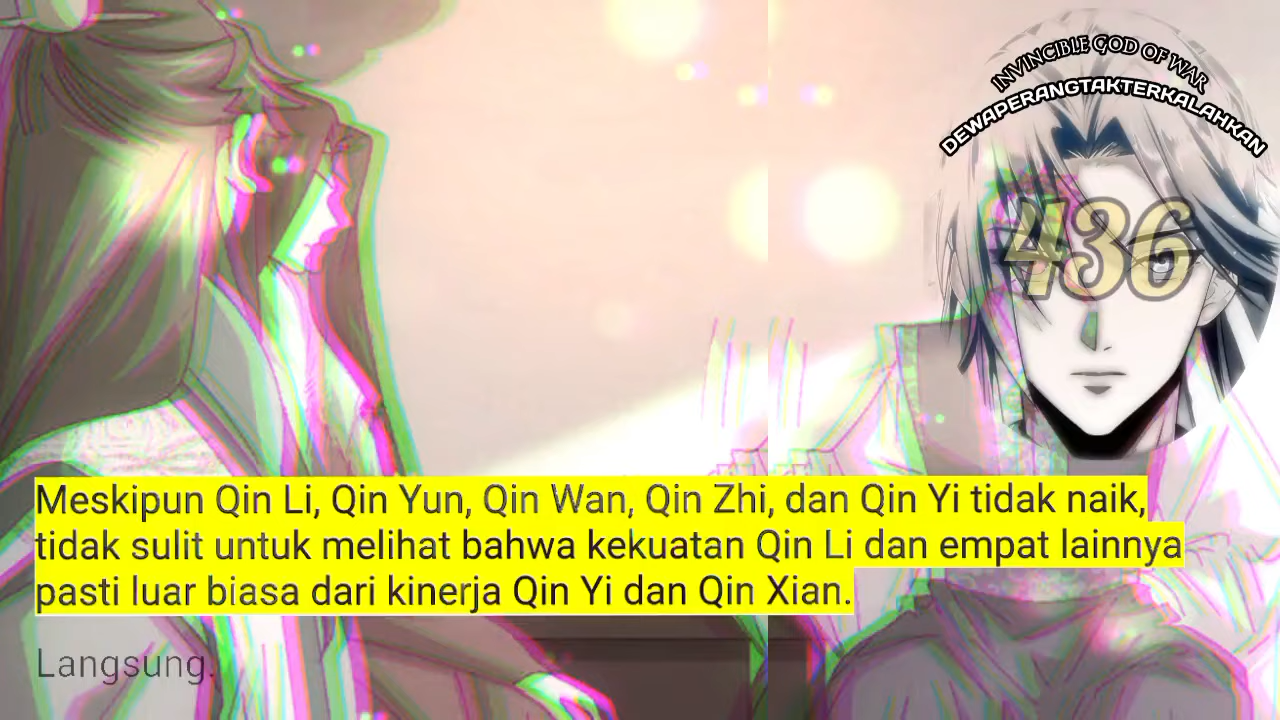 INVINCIBLE GOD OF WAR
DEWAPERANGTAKTERKALAHKAN
436
Meskipun Qin Li, Qin Yun, Qin Wan, Qin Zhi, dan Qin Yi tidak naik,
tidak sulit untuk melihat bahwa kekuatan Qin Li dan empat lainnya
pasti luar biasa dari kinerja Qin Yi dan Qin Xian.
Langsung.